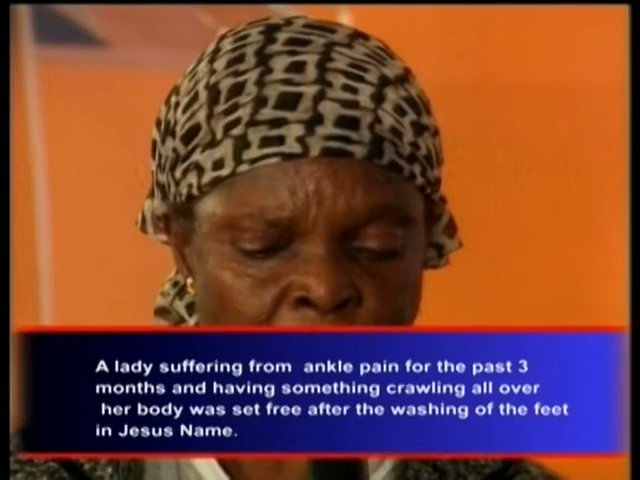 A lady suffering from ankle pain for the past 3
months and having something crawling all over
her body was set free after the washing of the feet
in Jesus Name.